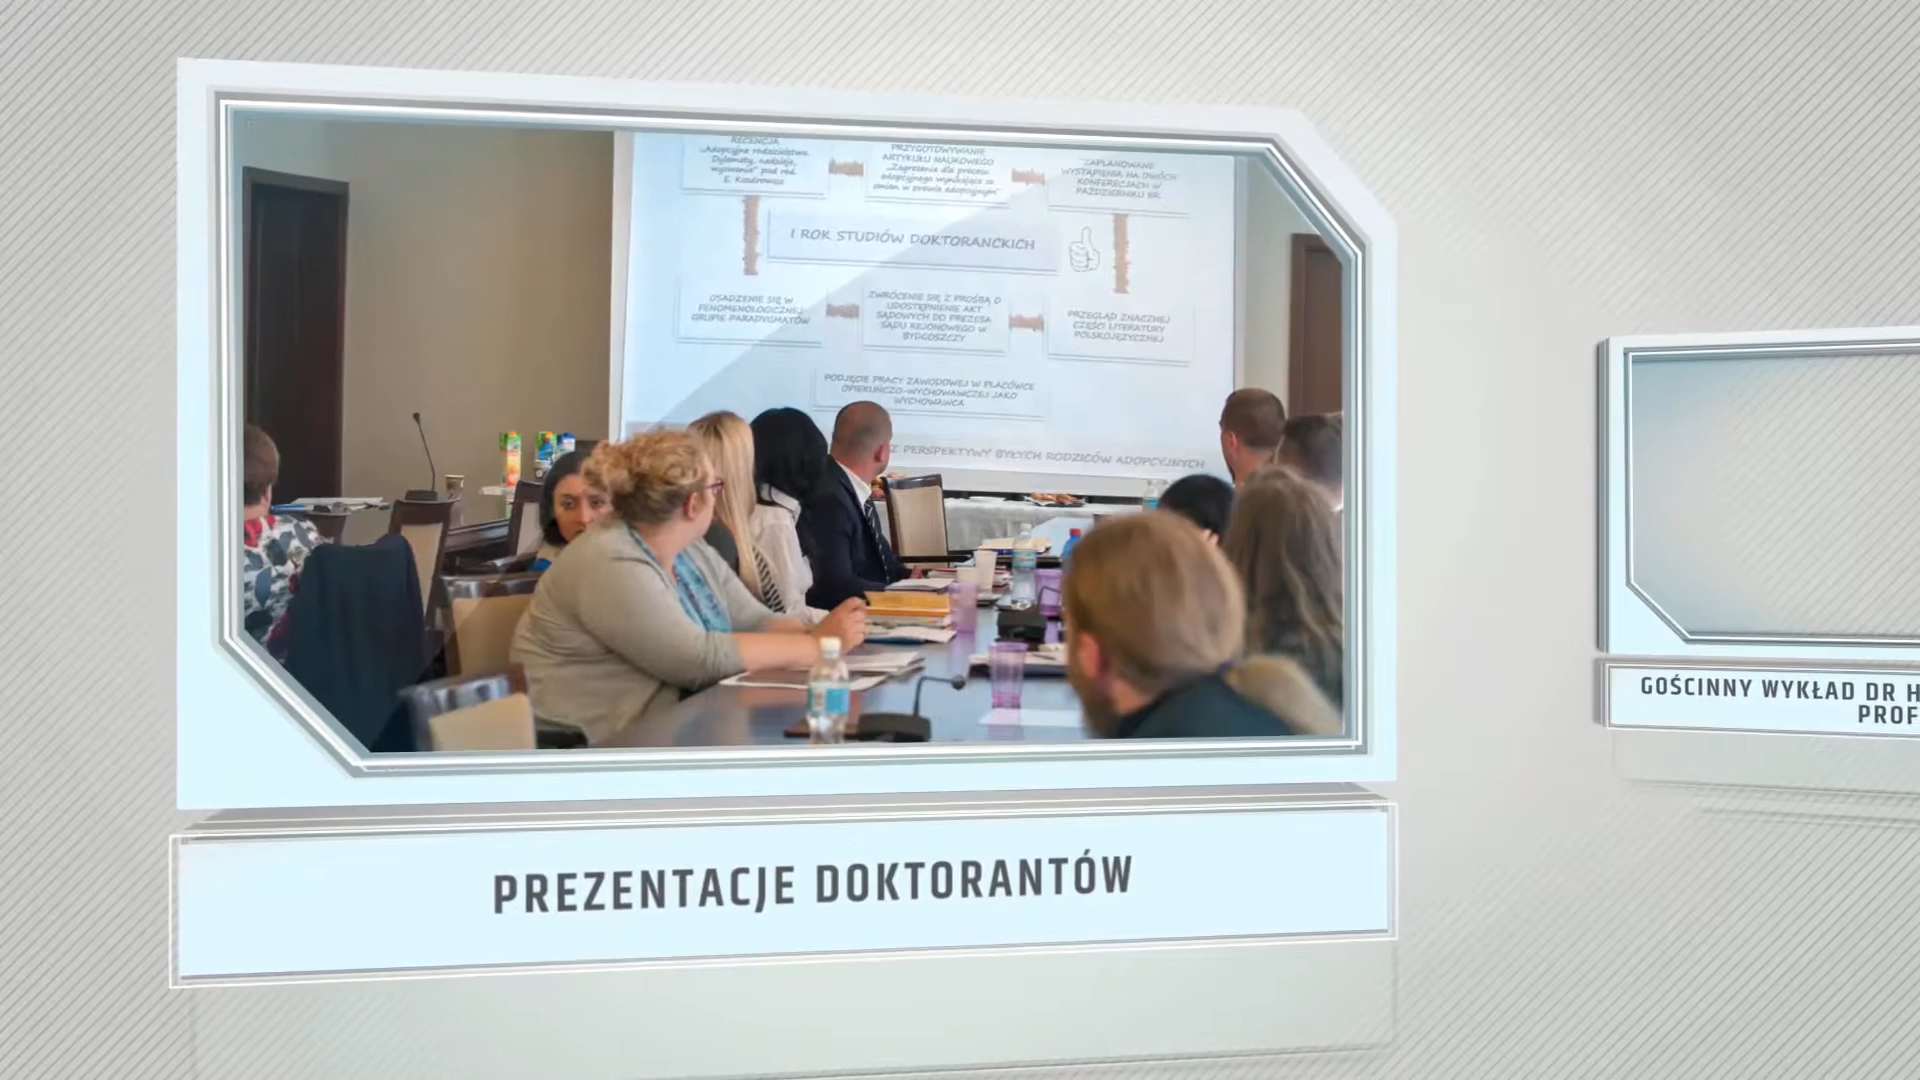 RECENCJA
„Adopcyjne rodzicielstwo.
Dylematy, nadzieje,
wyzwania" pod red.
E. Kozdrowicz
PRZYGOTOWYWANIE
ARTYKUŁU NAUKOWEGO
„Zagrożenia dla procesu
adopcyjnego wynikające ze
zmian w prawie adopcyjnym"
ZAPLANOWANE
WYSTĄPIENIA NA DWÓCH
KONFERENCJACH W
PAŹDZIERNIKU BR.
I ROK STUDIÓW DOKTORANCKICH
OSADZENIE SIĘ W
FENOMENOLOGICZNEJ
GRUPIE PARADYGMATÓW
ZWRÓCENIE SIĘ Z PROŚBĄ O
UDOSTĘPNIENIE AKT
SĄDOWYCH DO PREZESA
SĄDU REJONOWEGO W
BYDGOSZCZY
PRZEGLĄD ZNACZNEJ
CZĘŚCI LITERATURY
POLSKOJĘZYCZNEJ
PODJĘCIE PRACY ZAWODOWEJ W PLACÓWCE
OPIEKUŃCZO-WYCHOWAWCZEJ JAKO
WYCHOWAWCA
Z PERSPEKTYWY BYŁYCH RODZICÓW ADOPCYJNYCH
PREZENTACJE DOKTORANTÓW
GOŚCINNY WYKŁAD DR H
PROF